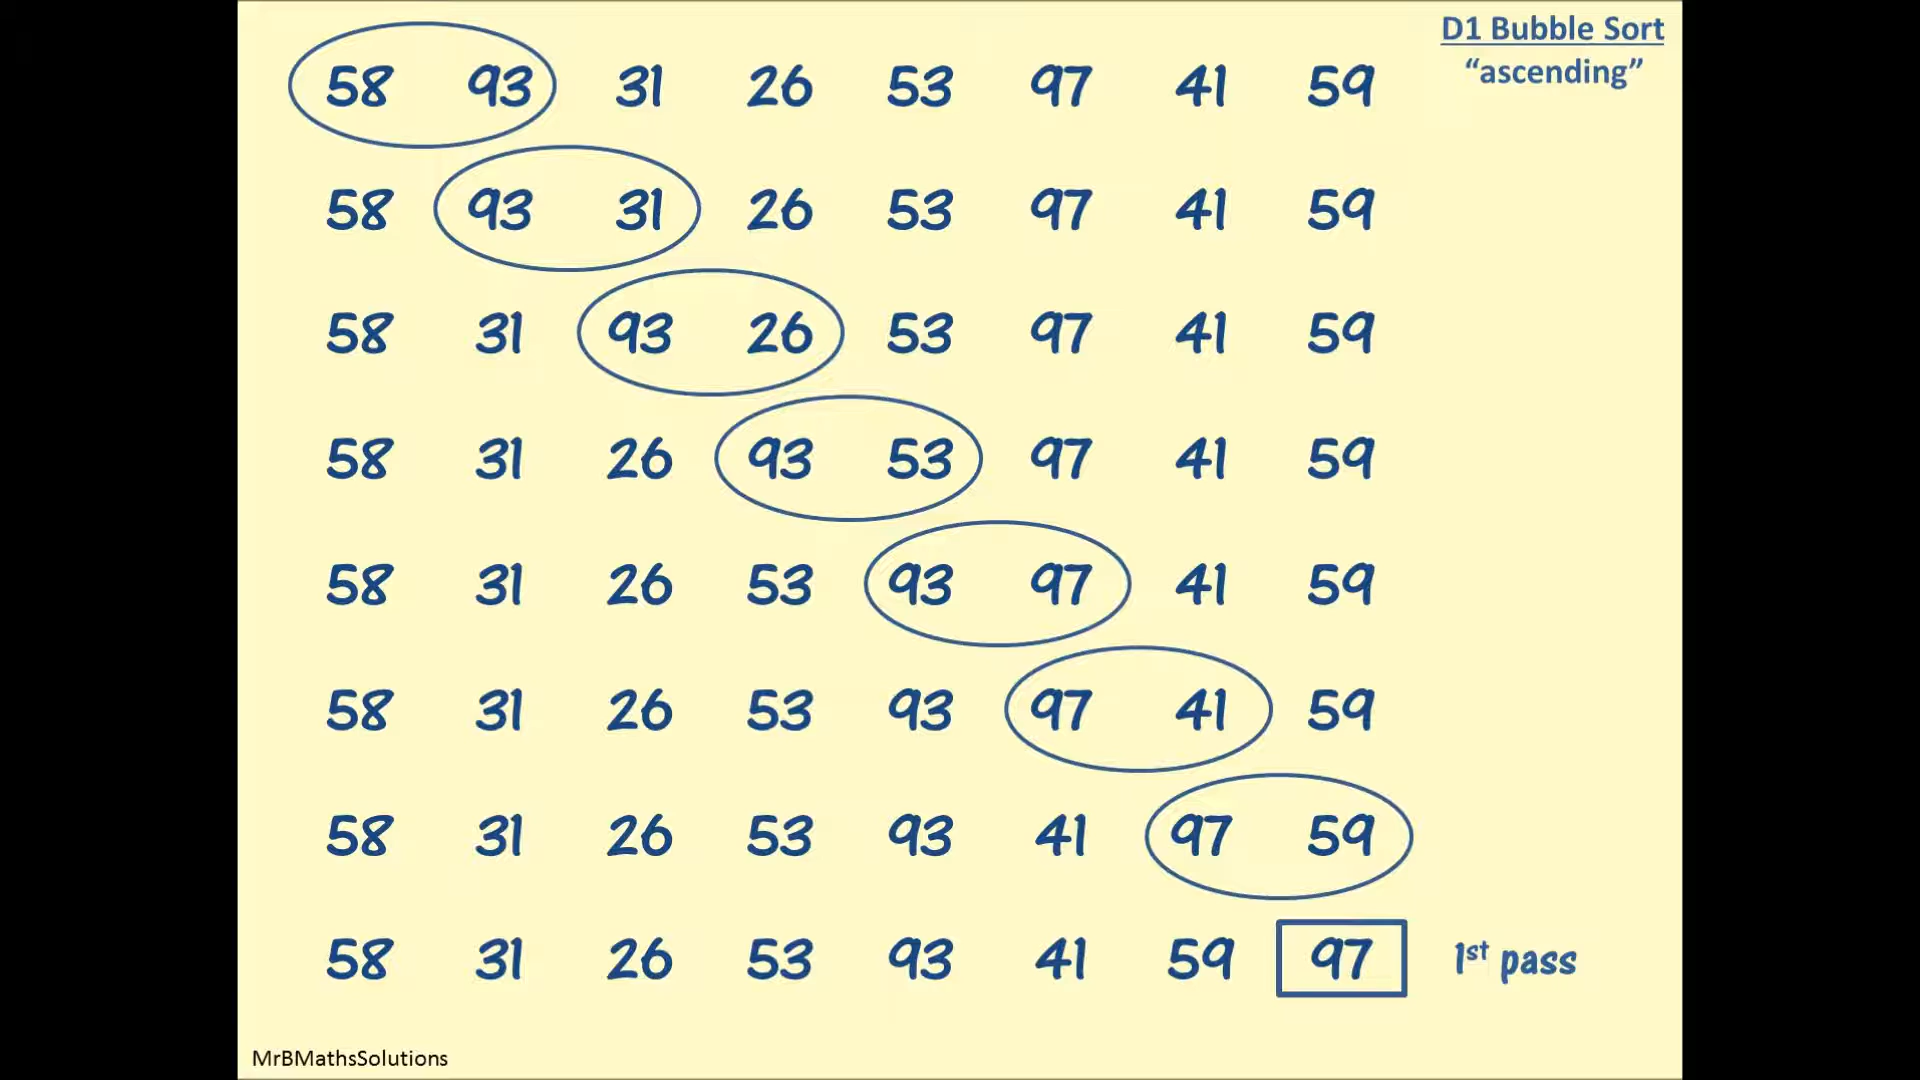 D1 Bubble Sort
“ascending”
58 93 31 26 53 97 41 59
58 93 31 26 53 97 41 59
58 31 93 26 53 97 41 59
58 31 26 93 53 97 41 59
58 31 26 53 93 97 41 59
58 31 26 53 93 97 41 59
58 31 26 53 93 41 97 59
58 31 26 53 93 41 59 97 1st pass
MrBMathsSolutions